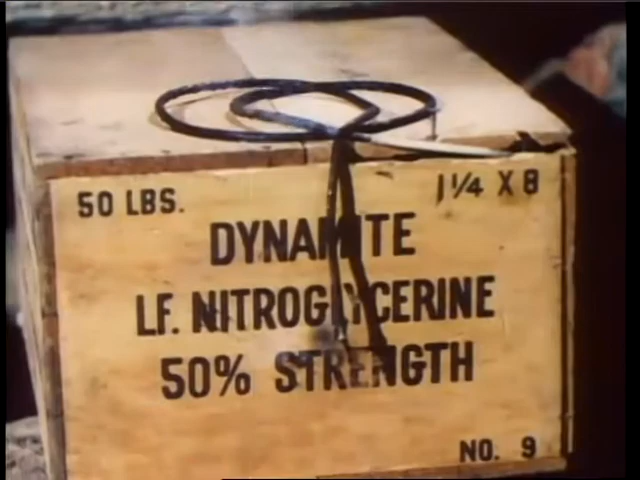 50 LBS. 1¼ X 8
DYNAMITE
LF. NITROGLYCERINE
50% STRENGTH
NO. 9